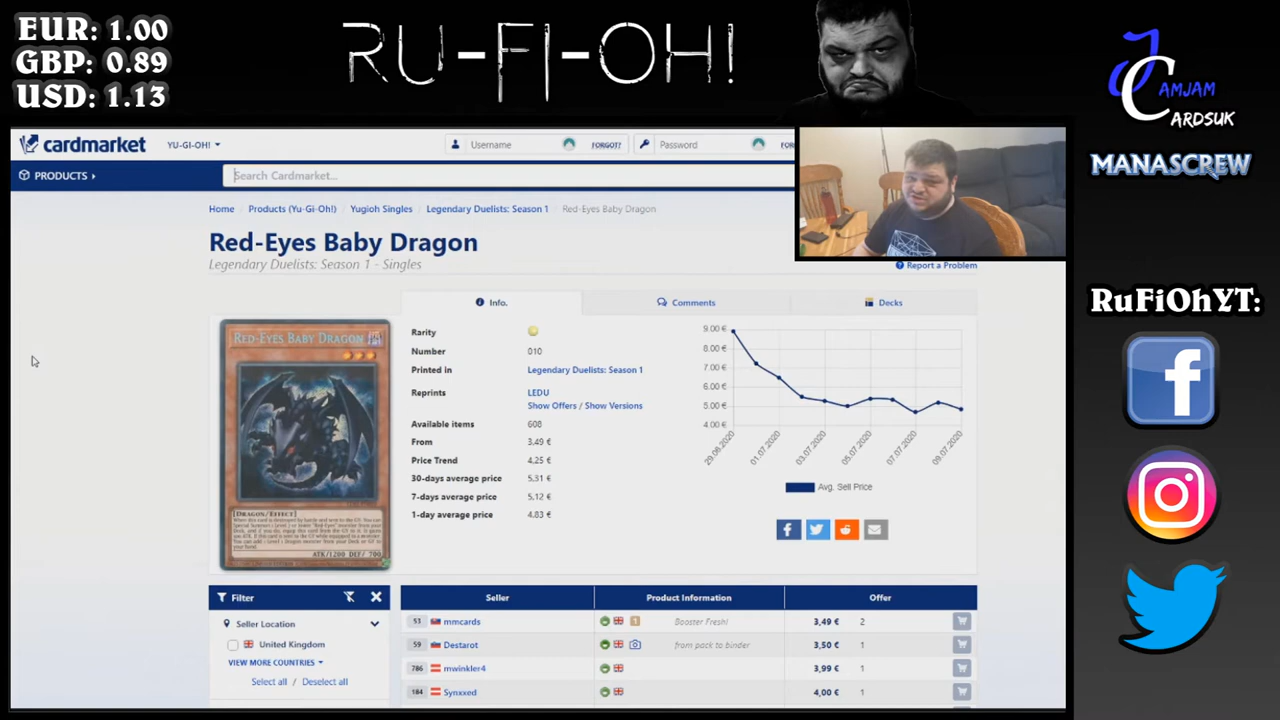 EUR: 1.00
GBP: 0.89
USD: 1.13
RU-FI-OH!
JAMJAM
CARDSUK
MANASCREW
RuFiOhYT:
cardmarket
YU-GI-OH!
Username
FORGOT?
Password
PRODUCTS
Search Cardmarket...
Home Products (Yu-Gi-Oh!) Yugioh Singles Legendary Duelists: Season 1 Red-Eyes Baby Dragon
Red-Eyes Baby Dragon
Legendary Duelists: Season 1 - Singles
Report a Problem
Info.
Comments
Decks
RED-EYES BABY DRAGON
[DRAGON/EFFECT]
ATK/1200 DEF/ 700
Rarity
Number 010
Printed in Legendary Duelists: Season 1
Reprints LEDU
Show Offers / Show Versions
Available items 608
From 3,49 €
Price Trend 4,25 €
30-days average price 5,31 €
7-days average price 5,12 €
1-day average price 4,83 €
9.00 €
8.00 €
7.00 €
6.00 €
5.00 €
4.00 €
29.06.2020
01.07.2020
03.07.2020
05.07.2020
07.07.2020
09.07.2020
Avg. Sell Price
Filter
Seller Location
United Kingdom
VIEW MORE COUNTRIES
Select all / Deselect all
Seller Product Information Offer
53 mmcards 1 Booster Fresh! 3,49 € 2
59 Destarot from pack to binder 3,50 € 1
786 mwinkler4 3,99 € 1
184 Synxxed 4,00 € 1